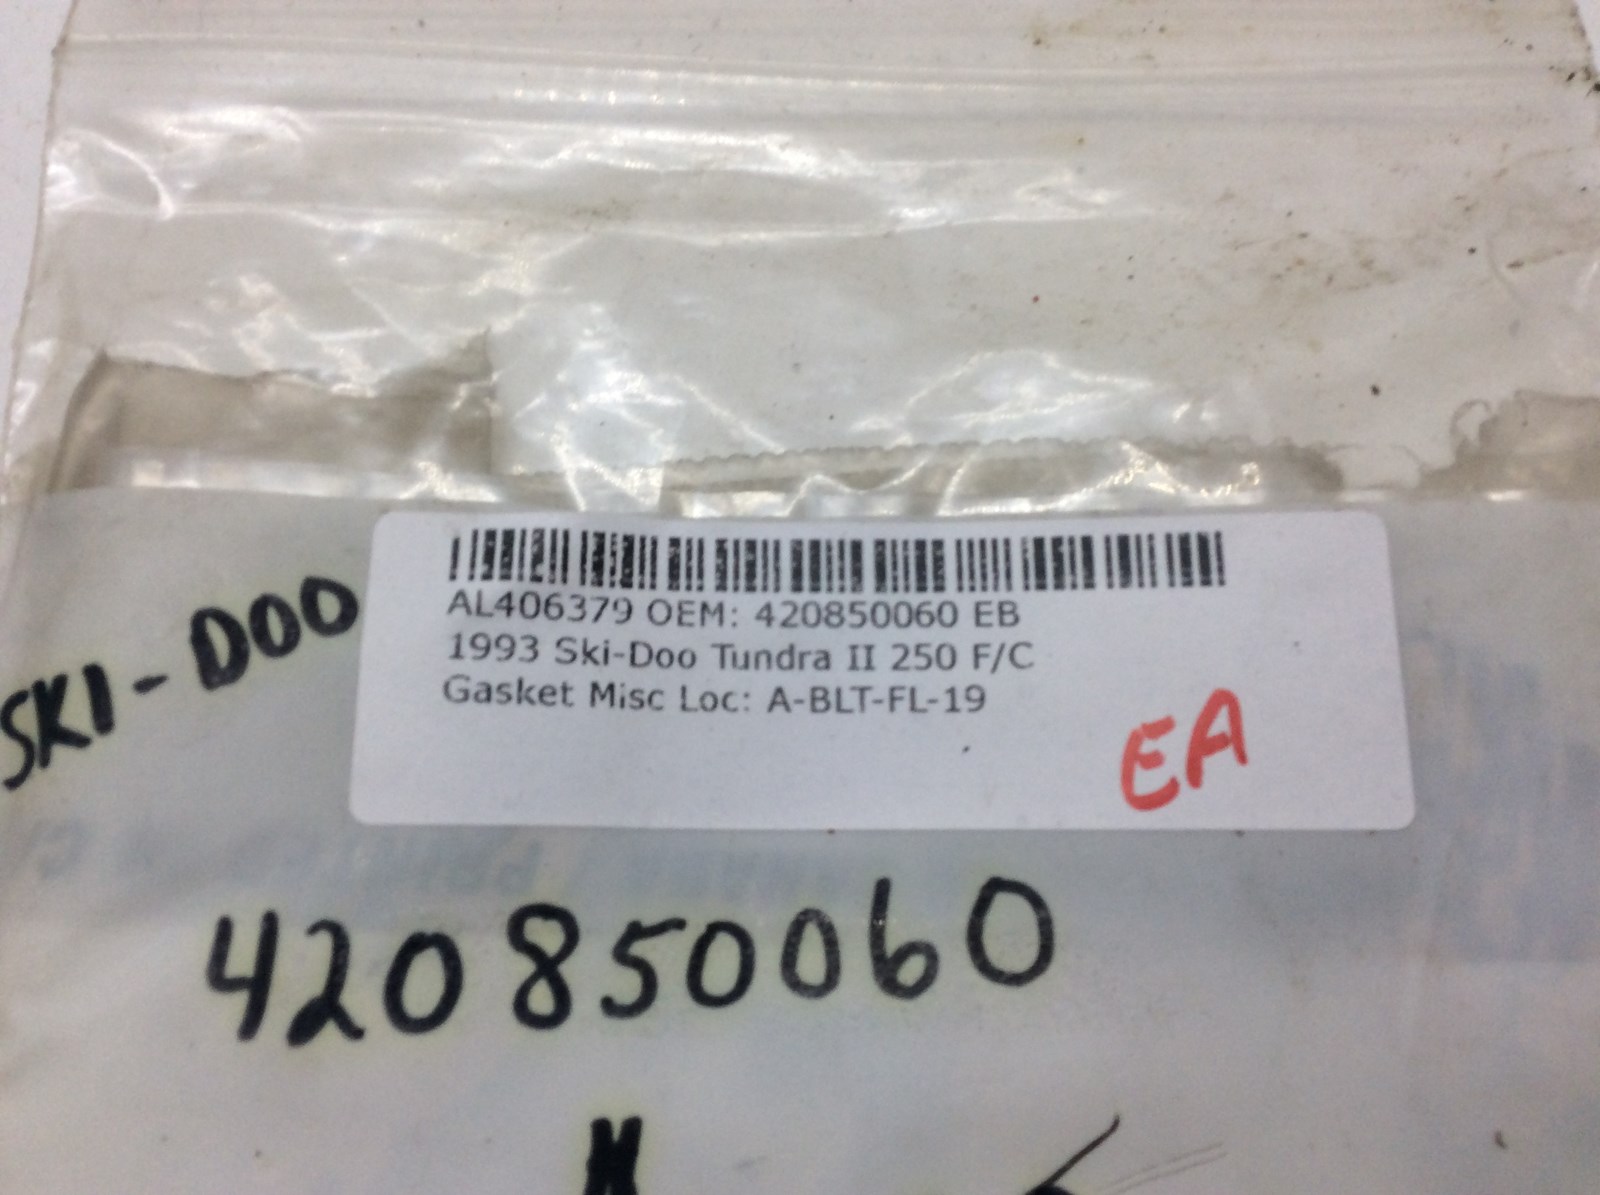 AL406379 OEM: 420850060 EB
1993 Ski-Doo Tundra II 250 F/C
Gasket Misc Loc: A-BLT-FL-19
EA
SKI-DOO
420850060